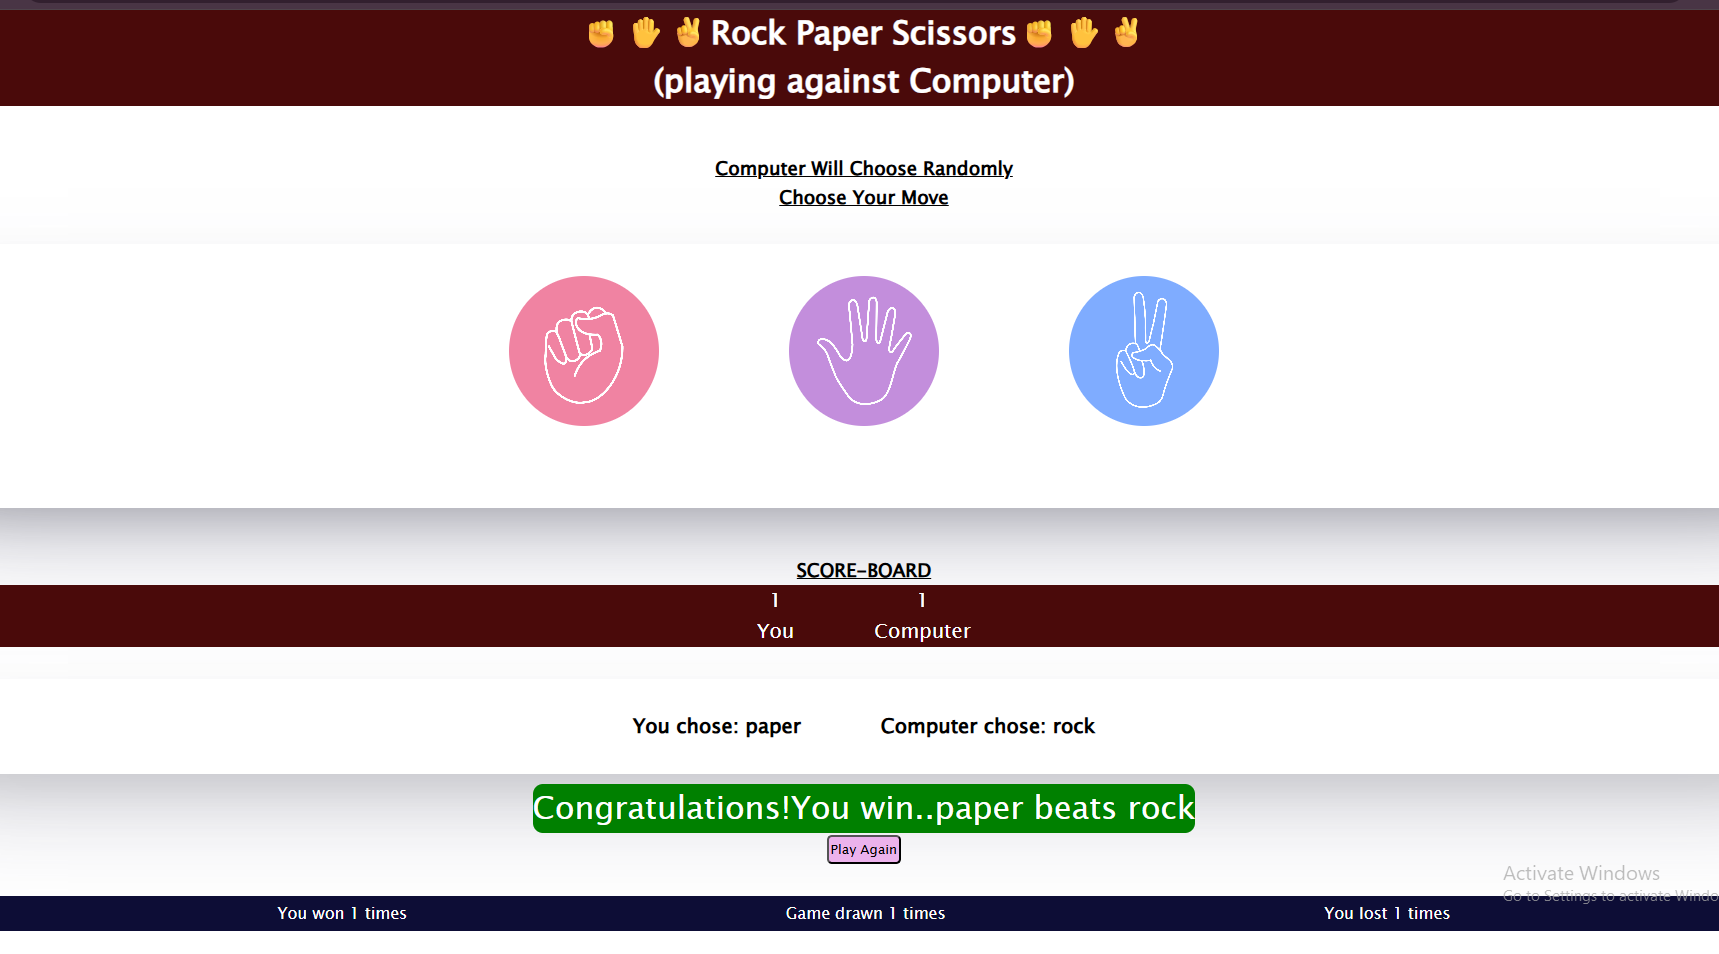 ✊ ✋ ✌ Rock Paper Scissors ✊ ✋ ✌
(playing against Computer)
Computer Will Choose Randomly
Choose Your Move
SCORE-BOARD
1 1
You Computer
You chose: paper Computer chose: rock
Congratulations!You win..paper beats rock
Play Again
Activate Windows
Go to Settings to activate Windo
You won 1 times Game drawn 1 times You lost 1 times